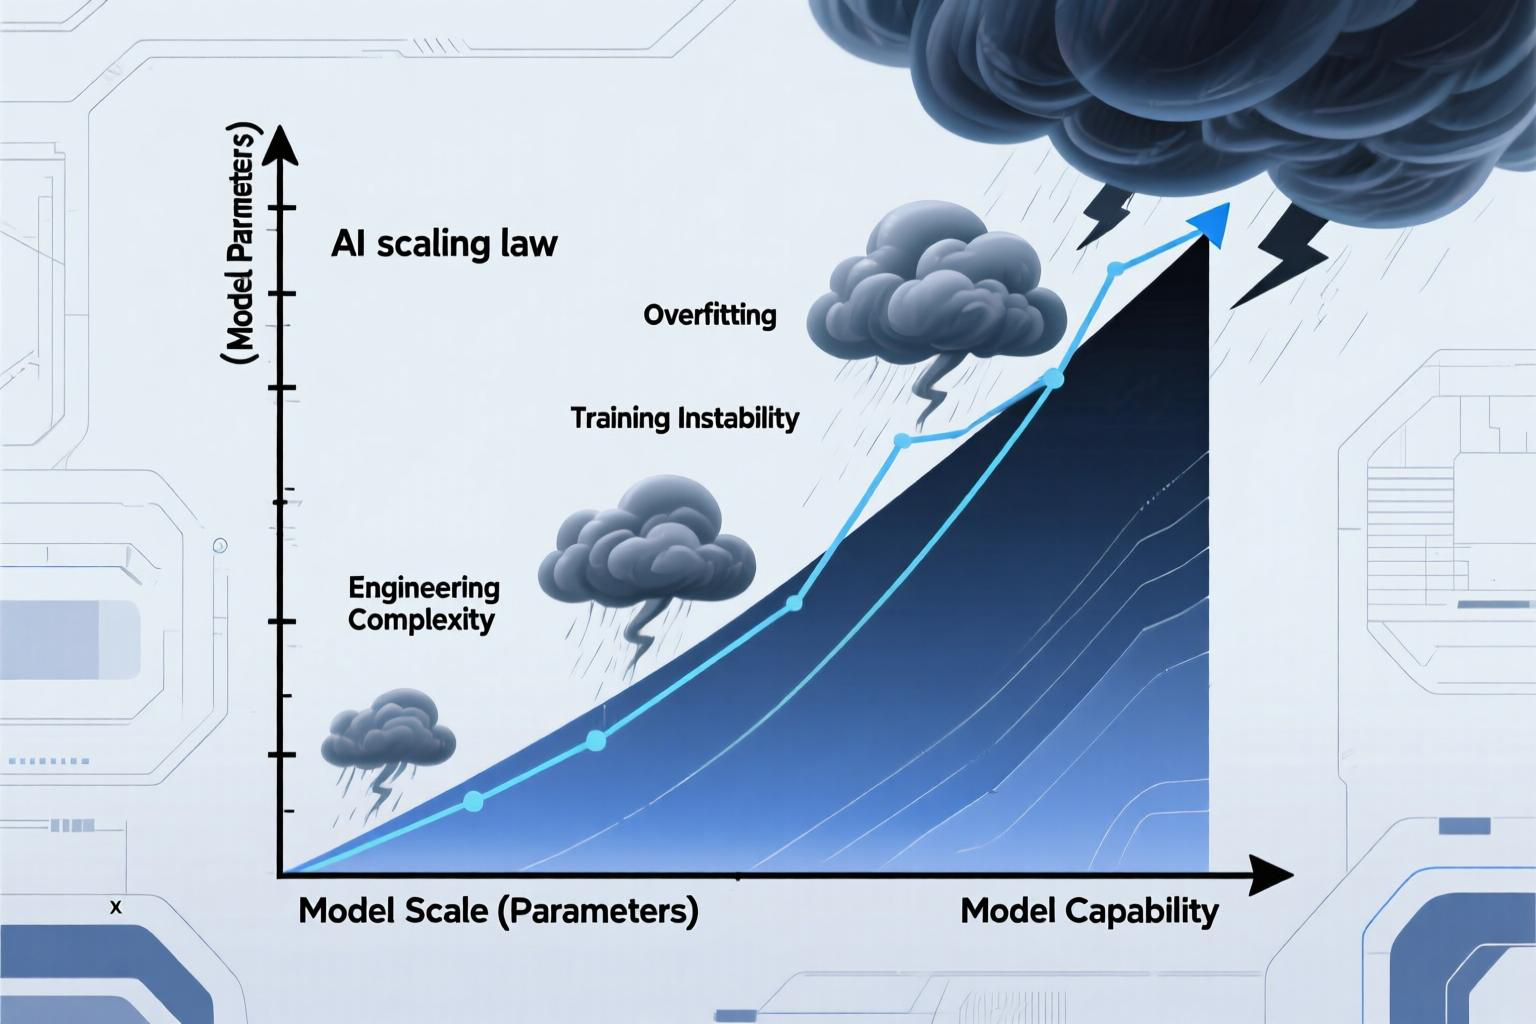 (Model Parmeters)
AI scaling law
Overfitting
Training Instability
Engineering
Complexity
x
Model Scale (Parameters)
Model Capability